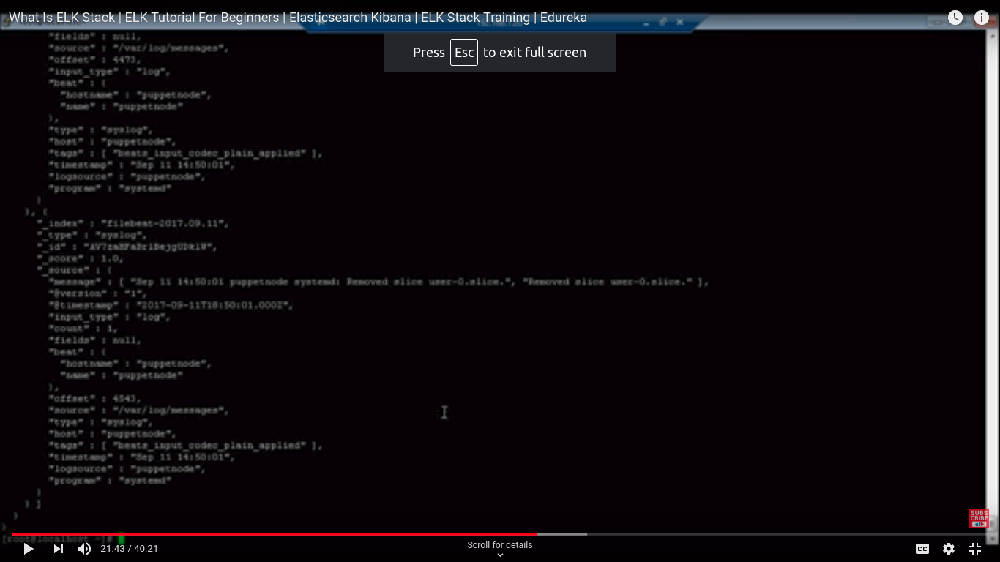 What Is ELK Stack | ELK Tutorial For Beginners | Elasticsearch Kibana | ELK Stack Training | Edureka
Press Esc to exit full screen
"fields" : null,
"source" : "/var/log/messages",
"offset" : 4473,
"input_type" : "log",
"beat" : {
"hostname" : "puppetnode",
"name" : "puppetnode"
},
"type" : "syslog",
"host" : "puppetnode",
"tags" : [ "beats_input_codec_plain_applied" ],
"timestamp" : "Sep 11 14:50:01",
"logsource" : "puppetnode",
"program" : "systemd"
}
}, {
"_index" : "filebeat-2017.09.11",
"_type" : "syslog",
"_id" :
"_score" : 1.0,
"_source" : {
"message" : [ "Sep 11 14:50:01 puppetnode systemd: Removed slice user-0.slice.", "Removed slice user-0.slice." ],
"@version" : "1",
"@timestamp" : "2017-09-11T18:50:01.000Z",
"input_type" : "log",
"count" : 1,
"fields" : null,
"beat" : {
"hostname" : "puppetnode",
"name" : "puppetnode"
},
"offset" : 4543,
"source" : "/var/log/messages",
"type" : "syslog",
"host" : "puppetnode",
"tags" : [ "beats_input_codec_plain_applied" ],
"timestamp" : "Sep 11 14:50:01",
"logsource" : "puppetnode",
"program" : "systemd"
}
} ]
}
}
[root@localhost ~]#
SUBS
CRIBE
21:43 / 40:21
Scroll for details
CC